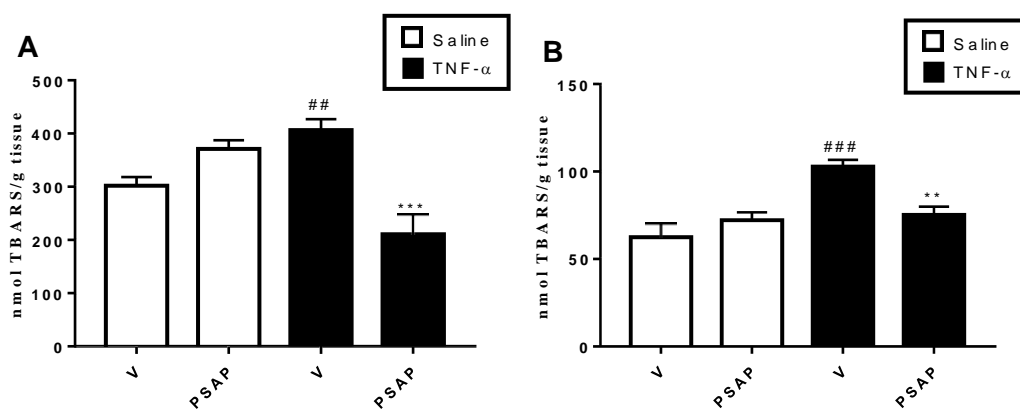 A
Saline
TNF-α
nmol TBARS/g tissue
500
400
300
200
100
0
##
***
V
PSAP
V
PSAP
B
Saline
TNF-α
nmol TBARS/g tissue
150
100
50
0
###
**
V
PSAP
V
PSAP